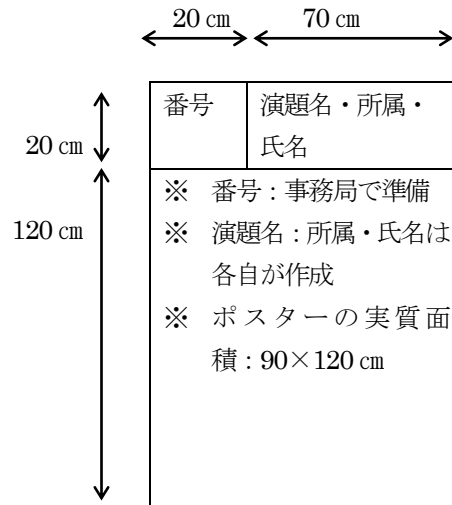 20 ㎝
70 ㎝
20 ㎝
120 ㎝
番号
演題名・所属・
氏名
※ 番号：事務局で準備
※ 演題名：所属・氏名は
各自が作成
※ ポスターの実質面
積：90×120 ㎝